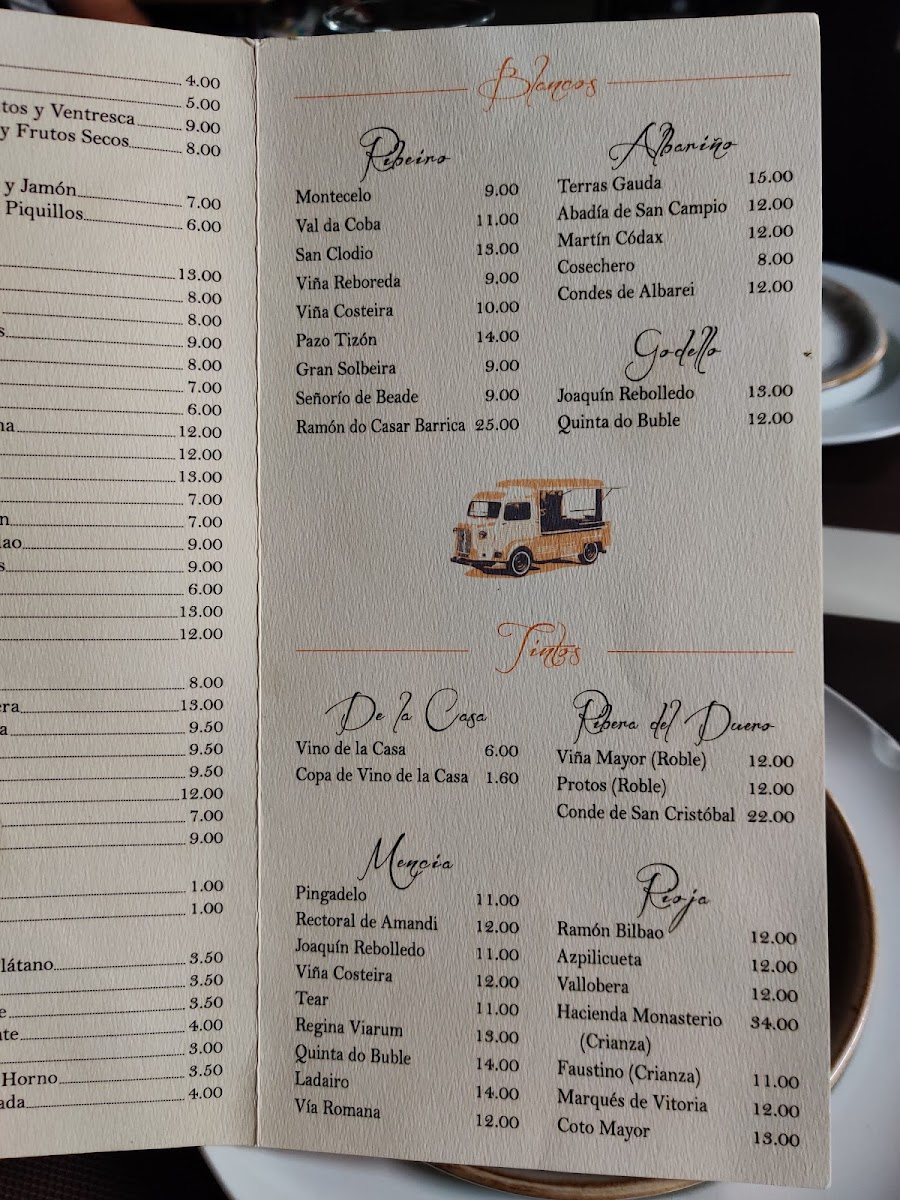 4.00
5.00
tos y Ventresca 9.00
y Frutos Secos 8.00
y Jamón 7.00
Piquillos 6.00
13.00
8.00
8.00
s 9.00
8.00
7.00
6.00
na 12.00
12.00
13.00
7.00
n 7.00
ao 9.00
s 9.00
6.00
13.00
12.00
8.00
era 13.00
a 9.50
9.50
9.50
12.00
7.00
9.00
1.00
1.00
látano 3.50
3.50
e 3.50
nte 4.00
3.00
Horno 3.50
ada 4.00
Blancos
Ribeiro
Montecelo 9.00
Val da Coba 11.00
San Clodio 13.00
Viña Reboreda 9.00
Viña Costeira 10.00
Pazo Tizón 14.00
Gran Solbeira 9.00
Señorío de Beade 9.00
Ramón do Casar Barrica 25.00
Albariño
Terras Gauda 15.00
Abadía de San Campio 12.00
Martín Códax 12.00
Cosechero 8.00
Condes de Albarei 12.00
Godello
Joaquín Rebolledo 13.00
Quinta do Buble 12.00
Tintos
De la Casa
Vino de la Casa 6.00
Copa de Vino de la Casa 1.60
Mencía
Pingadelo 11.00
Rectoral de Amandi 12.00
Joaquín Rebolledo 11.00
Viña Costeira 12.00
Tear 11.00
Regina Viarum 13.00
Quinta do Buble 14.00
Ladairo 14.00
Vía Romana 12.00
Ribera del Duero
Viña Mayor (Roble) 12.00
Protos (Roble) 12.00
Conde de San Cristóbal 22.00
Rioja
Ramón Bilbao 12.00
Azpilicueta 12.00
Vallobera 12.00
Hacienda Monasterio 34.00
(Crianza)
Faustino (Crianza) 11.00
Marqués de Vitoria 12.00
Coto Mayor 13.00